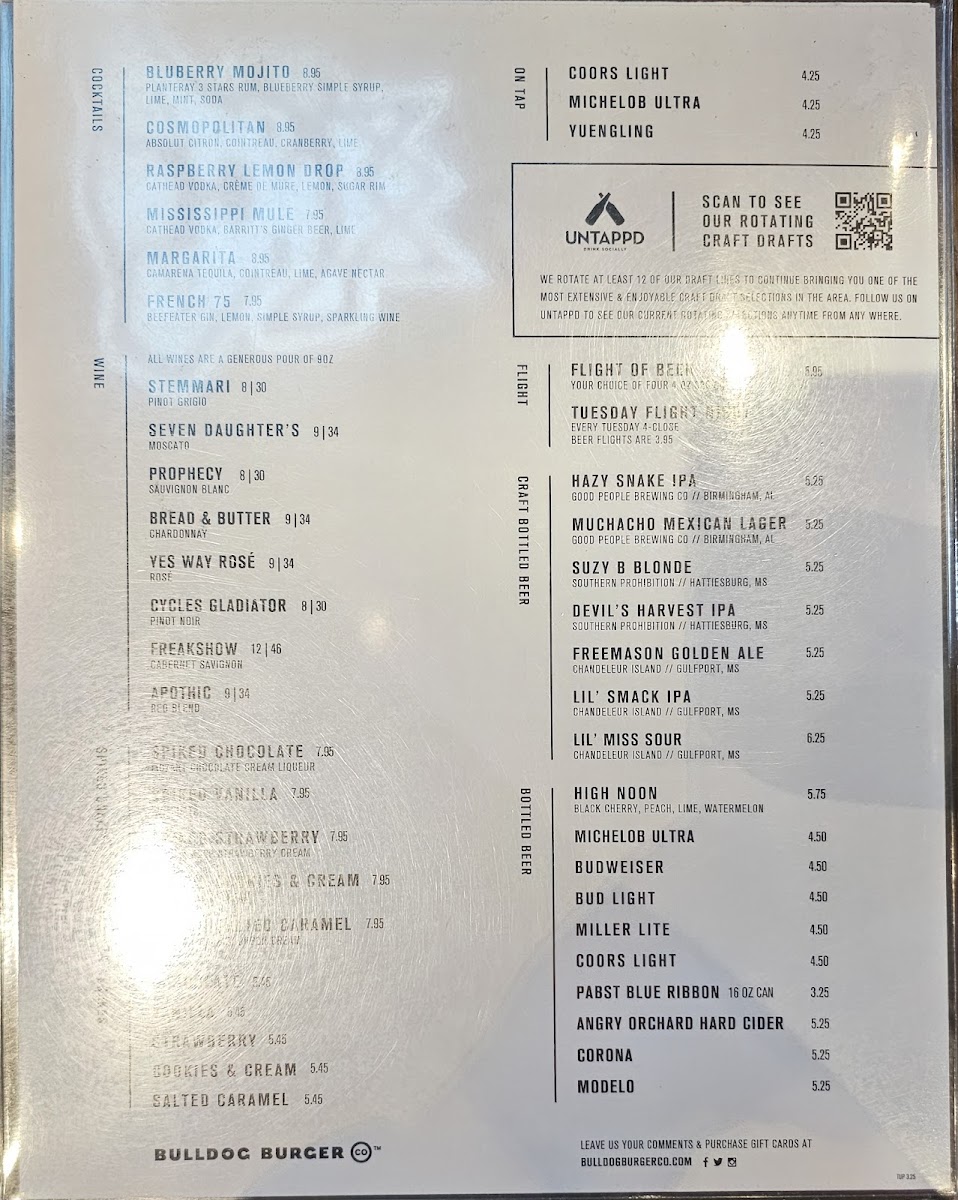 COCKTAILS
BLUBERRY MOJITO 8.95
PLANTERAY 3 STARS RUM, BLUEBERRY SIMPLE SYRUP,
LIME, MINT, SODA
COSMOPOLITAN 8.95
ABSOLUT CITRON, COINTREAU, CRANBERRY, LIME
RASPBERRY LEMON DROP 8.95
CATHEAD VODKA, CRÈME DE MURE, LEMON, SUGAR RIM
MISSISSIPPI MULE 7.95
CATHEAD VODKA, BARRITT'S GINGER BEER, LIME
MARGARITA 8.95
CAMARENA TEQUILA, COINTREAU, LIME, AGAVE NECTAR
FRENCH 75 7.95
BEEFEATER GIN, LEMON, SIMPLE SYRUP, SPARKLING WINE
WINE
ALL WINES ARE A GENEROUS POUR OF 9OZ
STEMMARI 8|30
PINOT GRIGIO
SEVEN DAUGHTER'S 9|34
MOSCATO
PROPHECY 8|30
SAUVIGNON BLANC
BREAD & BUTTER 9|34
CHARDONNAY
YES WAY ROSÉ 9|34
ROSE
CYCLES GLADIATOR 8|30
PINOT NOIR
FREAKSHOW 12|46
CABERNET SAVIGNON
APOTHIC 9|34
RED BLEND
SPIKED
SPIKED CHOCOLATE 7.95
CHOCOLATE CREAM LIQUEUR
VANILLA 7.95
STRAWBERRY 7.95
STRAWBERRY CREAM
& CREAM 7.95
CARAMEL 7.95
CREAM
5.45
VANILLA 5.45
STRAWBERRY 5.45
COOKIES & CREAM 5.45
SALTED CARAMEL 5.45
BULLDOG BURGER CO™
ON TAP
COORS LIGHT 4.25
MICHELOB ULTRA 4.25
YUENGLING 4.25
UNTAPPD
DRINK SOCIALLY
SCAN TO SEE
OUR ROTATING
CRAFT DRAFTS
WE ROTATE AT LEAST 12 OF OUR DRAFT LINES TO CONTINUE BRINGING YOU ONE OF THE
MOST EXTENSIVE & ENJOYABLE CRAFT DRAFT SELECTIONS IN THE AREA. FOLLOW US ON
UNTAPPD TO SEE OUR CURRENT ROTATING SELECTIONS ANYTIME FROM ANY WHERE.
FLIGHT
FLIGHT OF BEER 5.95
YOUR CHOICE OF FOUR 4 OZ
TUESDAY FLIGHT NIGHT
EVERY TUESDAY 4-CLOSE
BEER FLIGHTS ARE 3.95
CRAFT BOTTLED BEER
HAZY SNAKE IPA 5.25
GOOD PEOPLE BREWING CO // BIRMINGHAM, AL
MUCHACHO MEXICAN LAGER 5.25
GOOD PEOPLE BREWING CO // BIRMINGHAM, AL
SUZY B BLONDE 5.25
SOUTHERN PROHIBITION // HATTIESBURG, MS
DEVIL'S HARVEST IPA 5.25
SOUTHERN PROHIBITION // HATTIESBURG, MS
FREEMASON GOLDEN ALE 5.25
CHANDELEUR ISLAND // GULFPORT, MS
LIL' SMACK IPA 5.25
CHANDELEUR ISLAND // GULFPORT, MS
LIL' MISS SOUR 6.25
CHANDELEUR ISLAND // GULFPORT, MS
BOTTLED BEER
HIGH NOON 5.75
BLACK CHERRY, PEACH, LIME, WATERMELON
MICHELOB ULTRA 4.50
BUDWEISER 4.50
BUD LIGHT 4.50
MILLER LITE 4.50
COORS LIGHT 4.50
PABST BLUE RIBBON 16 OZ CAN 3.25
ANGRY ORCHARD HARD CIDER 5.25
CORONA 5.25
MODELO 5.25
LEAVE US YOUR COMMENTS & PURCHASE GIFT CARDS AT
BULLDOGBURGERCO.COM
TUP 3.25